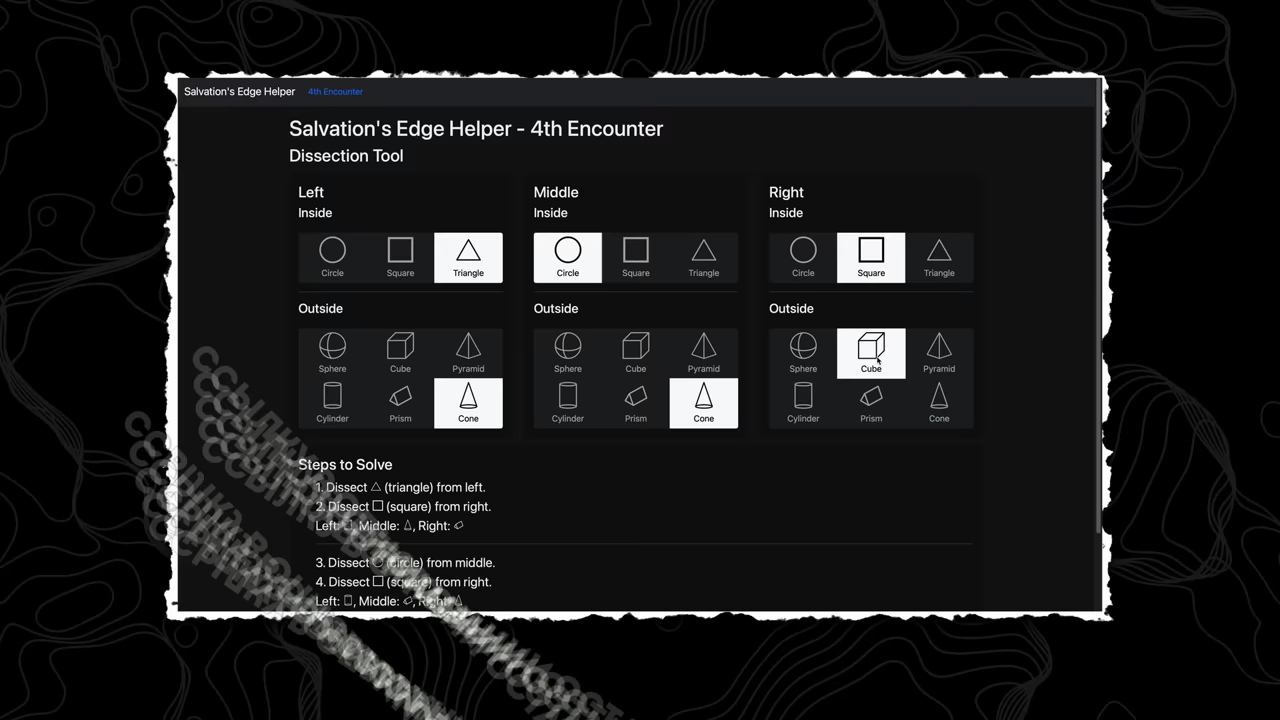 Salvation's Edge Helper 4th Encounter
Salvation's Edge Helper - 4th Encounter
Dissection Tool
Left
Inside
Circle Square Triangle
Outside
Sphere Cube Pyramid
Cylinder Prism Cone
Middle
Inside
Circle Square Triangle
Outside
Sphere Cube Pyramid
Cylinder Prism Cone
Right
Inside
Circle Square Triangle
Outside
Sphere Cube Pyramid
Cylinder Prism Cone
Steps to Solve
1. Dissect △ (triangle) from left.
2. Dissect □ (square) from right.
Left: , Middle: , Right:
3. Dissect ○ (circle) from middle.
4. Dissect □ (square) from right.
Left: , Middle: , Right: